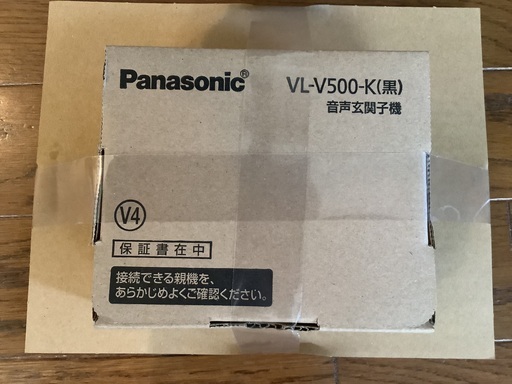 Panasonic®
VL-V500-K(黒)
音声玄関子機
V4
保証書在中
接続できる親機を、
あらかじめよくご確認ください。